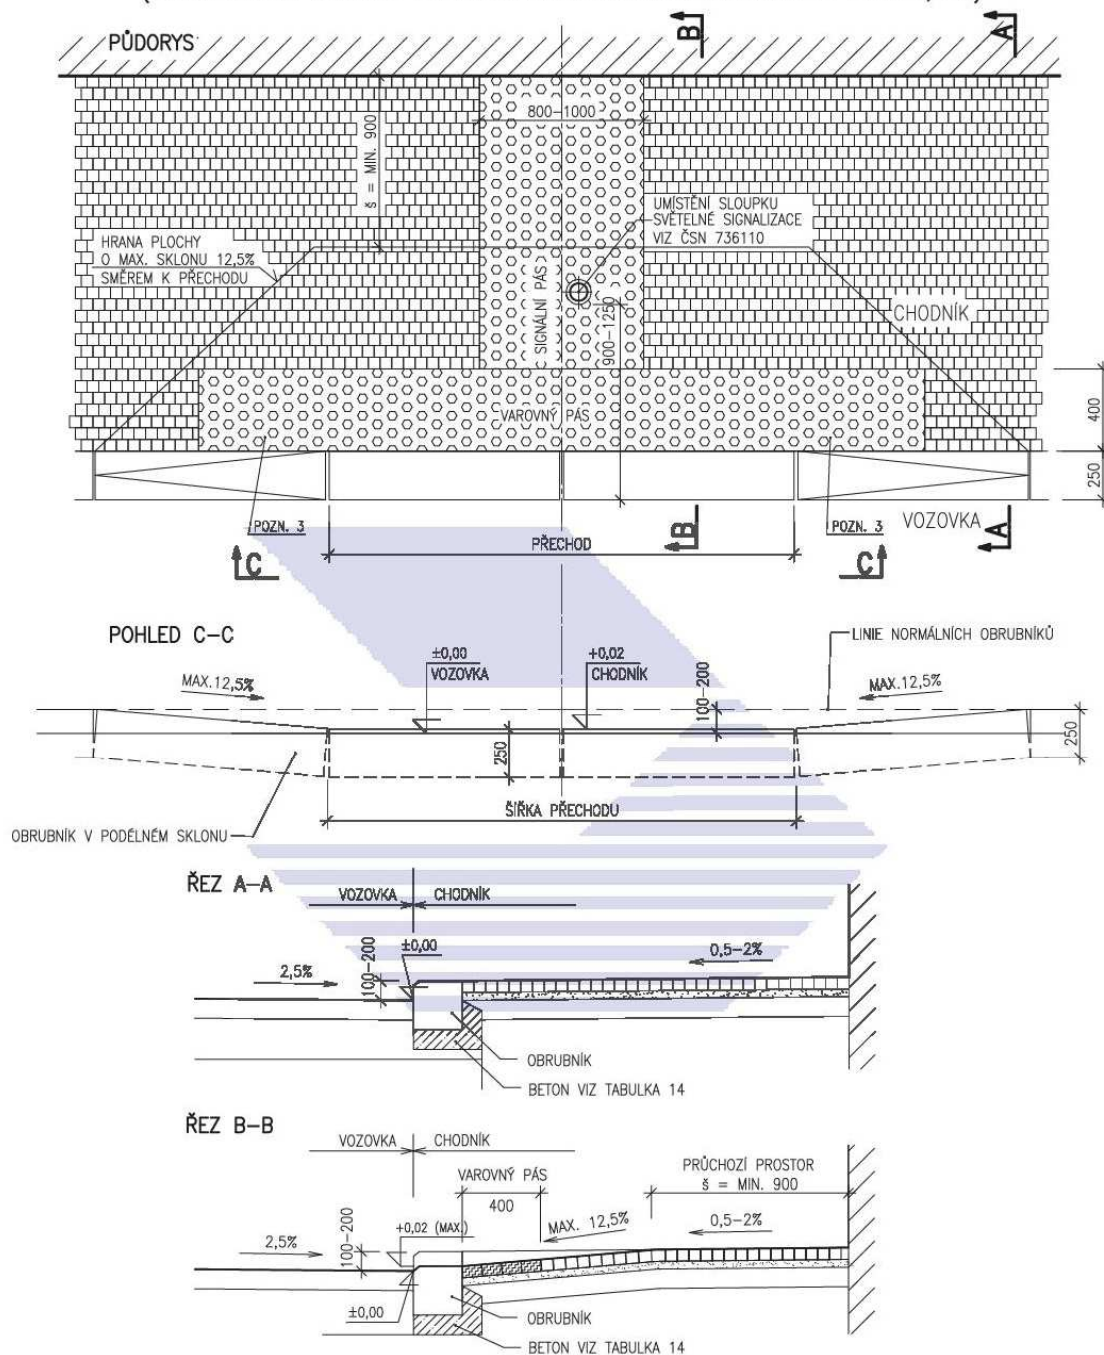 PŮDORYS
B
A
800-1000
š = MIN. 900
UMÍSTĚNÍ SLOUPKU
SVĚTELNÉ SIGNALIZACE
VIZ ČSN 736110
HRANA PLOCHY
O MAX. SKLONU 12,5%
SMĚREM K PŘECHODU
SIGNÁLNÍ PÁS
900-1250
CHODNÍK
VAROVNÝ PÁS
400
250
POZN. 3
POZN. 3
VOZOVKA
PŘECHOD
B
A
C
C
POHLED C-C
LINIE NORMÁLNÍCH OBRUBNÍKŮ
±0,00
VOZOVKA
+0,02
CHODNÍK
MAX.12,5%
100-200
MAX.12,5%
250
250
ŠÍŘKA PŘECHODU
OBRUBNÍK V PODÉLNÉM SKLONU
ŘEZ A-A
VOZOVKA
CHODNÍK
±0,00
100-200
2,5%
0,5-2%
OBRUBNÍK
BETON VIZ TABULKA 14
ŘEZ B-B
VOZOVKA
CHODNÍK
VAROVNÝ PÁS
400
PRŮCHOZÍ PROSTOR
š = MIN. 900
+0,02 (MAX.)
MAX. 12,5%
0,5-2%
2,5%
100-200
±0,00
OBRUBNÍK
BETON VIZ TABULKA 14